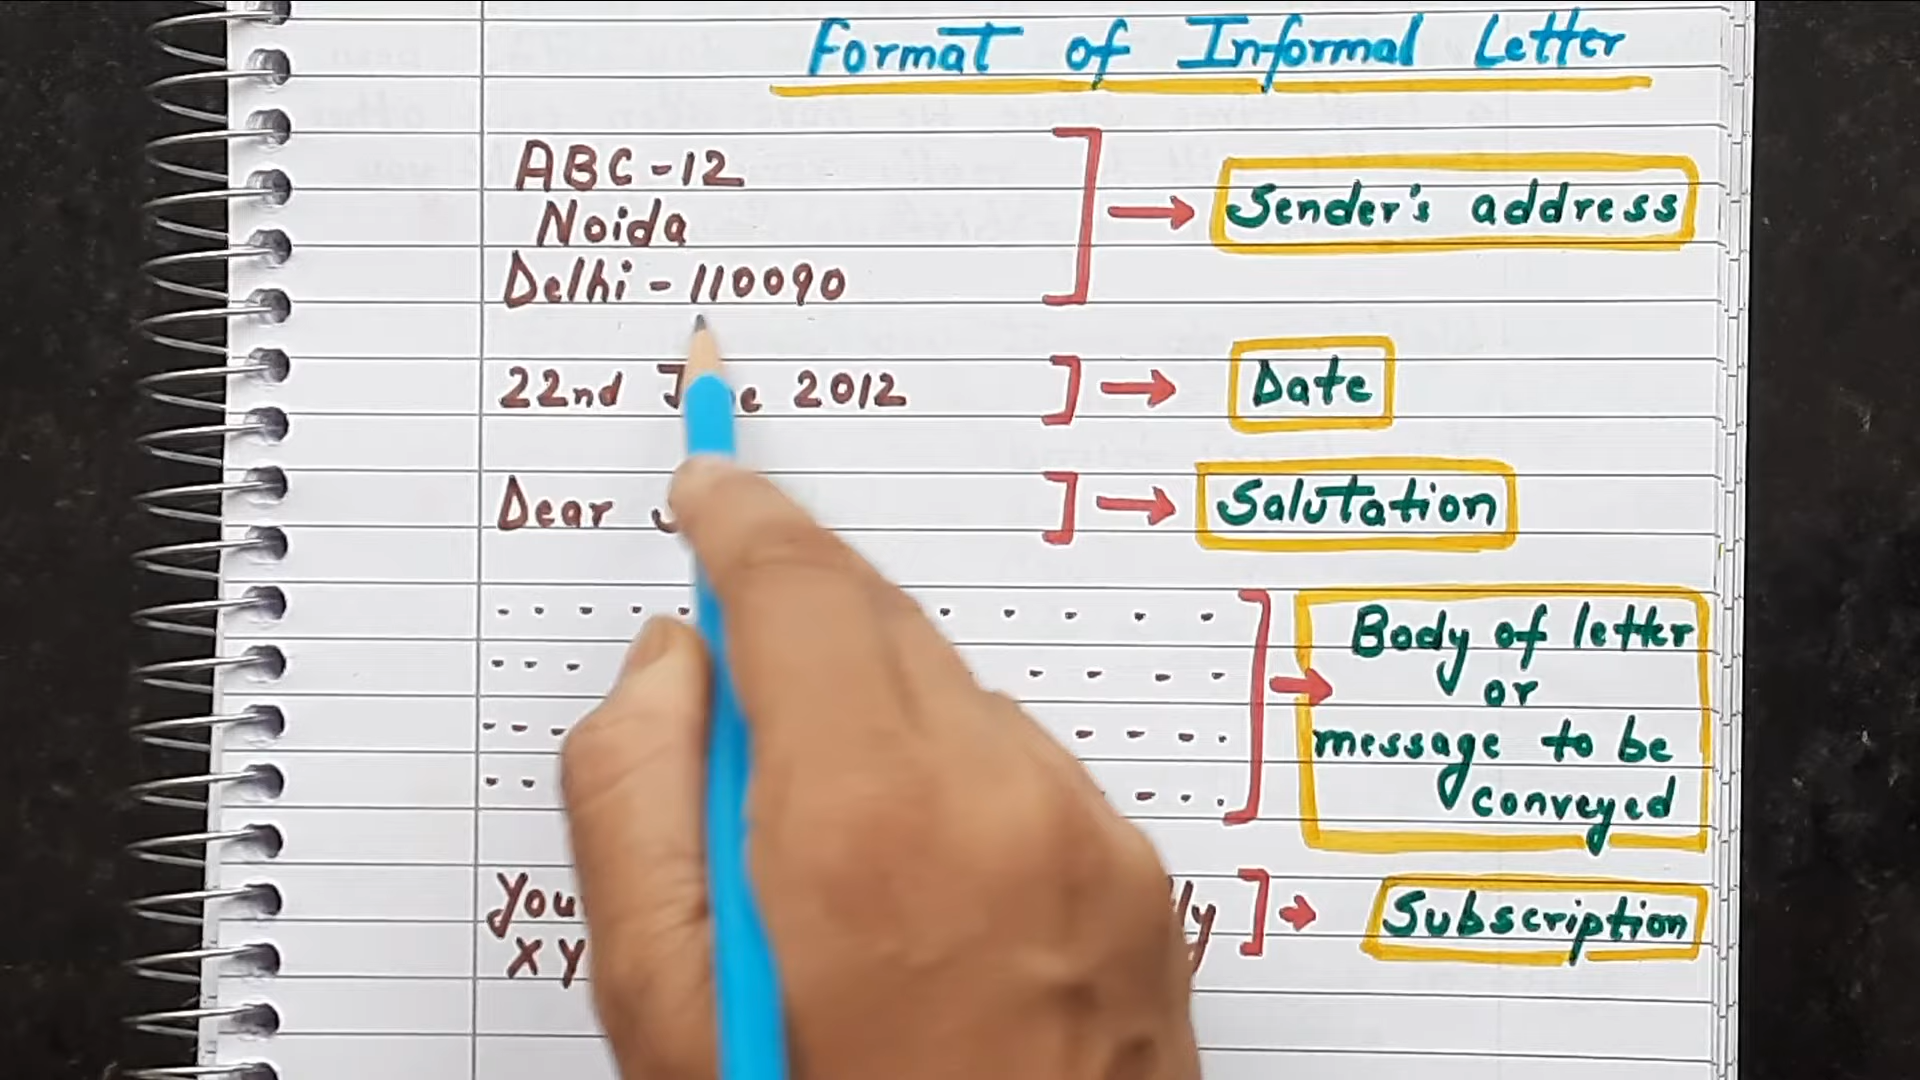 Format of Informal Letter
ABC-12
Noida
Delhi - 110090
Sender's address
22nd 2012
Date
Dear
Salutation
Body of letter
or
message to be
conveyed
Subscription